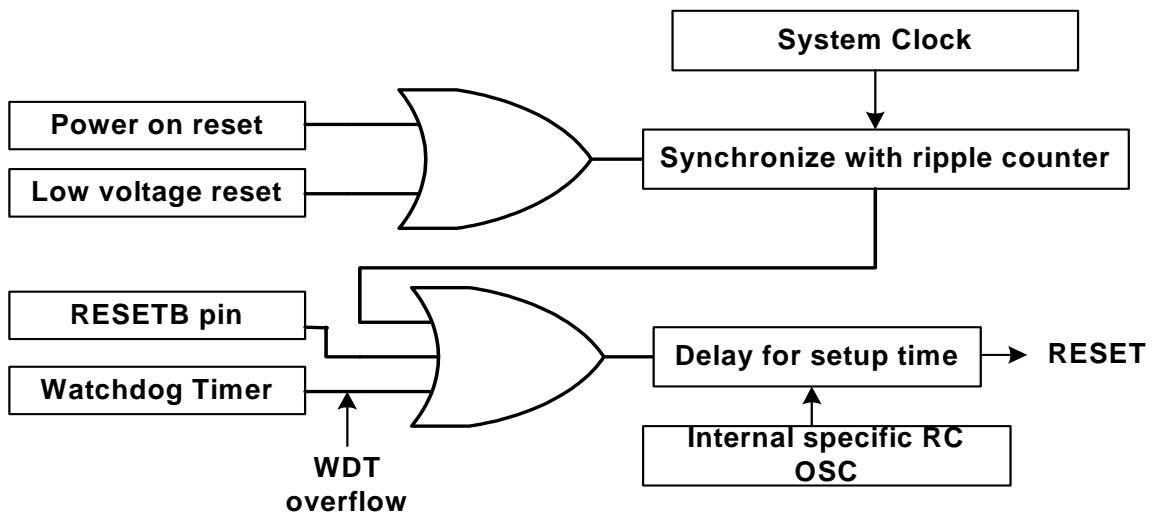 System Clock
Power on reset
Synchronize with ripple counter
Low voltage reset
RESETB pin
Delay for setup time
RESET
Watchdog Timer
Internal specific RC
OSC
WDT
overflow